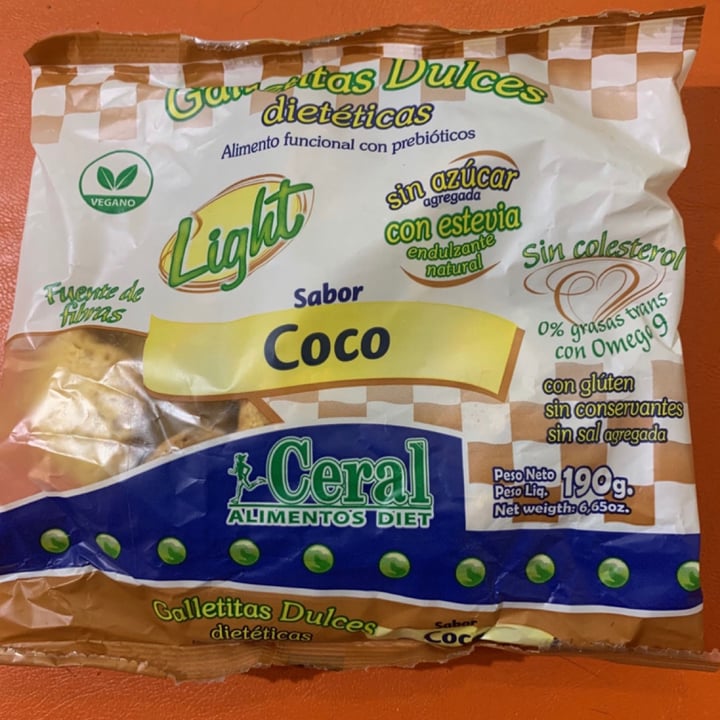 Galletitas Dulces
dietéticas
Alimento funcional con prebióticos
VEGANO
Light
sin azúcar
agregada
con estevia
endulzante
natural
Sin colesterol
0% grasas trans
con Omega 9
Fuente de
fibras
Sabor
Coco
con glúten
sin conservantes
sin sal agregada
Ceral
ALIMENTOS DIET
Peso Neto
Peso Liq.
Net weigth: 6,65oz.
190g.
Galletitas Dulces
dietéticas
Sabor
Coco